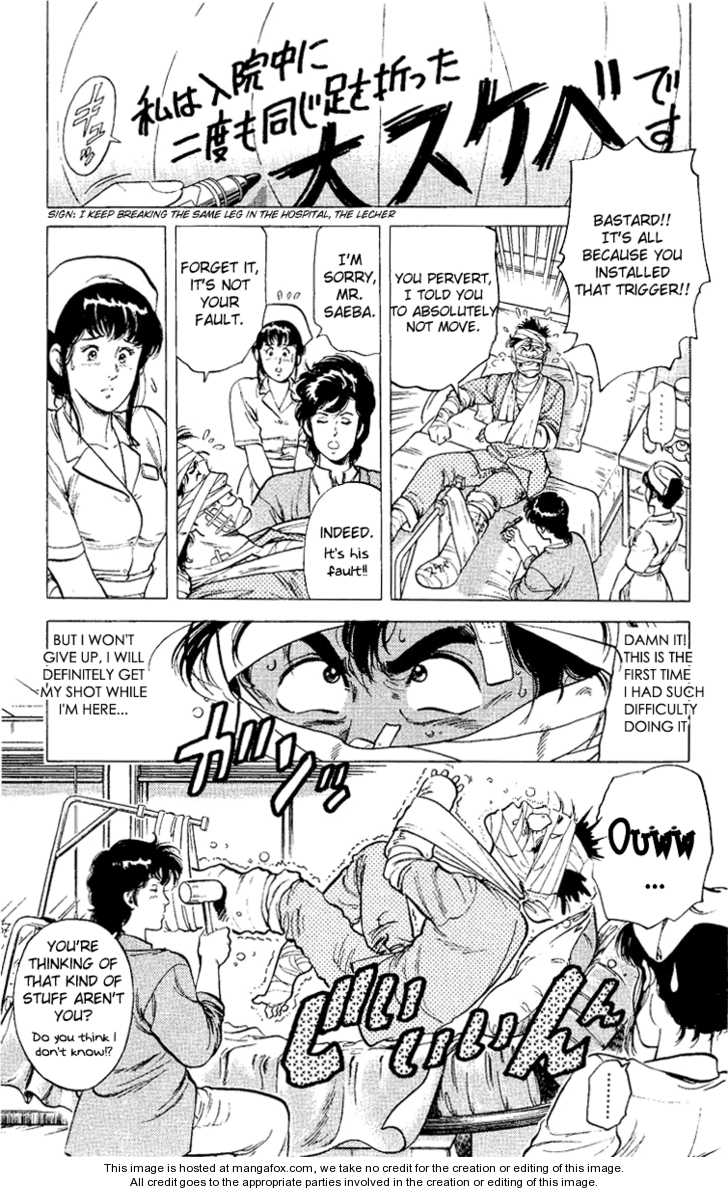 私は入院中に
二度も同じ足を折った
大スケベです
キュッ
SIGN: I KEEP BREAKING THE SAME LEG IN THE HOSPITAL, THE LECHER
BASTARD!!
IT'S ALL
BECAUSE YOU
INSTALLED
THAT TRIGGER!!
YOU PERVERT,
I TOLD YOU
TO ABSOLUTELY
NOT MOVE.
......
I'M
SORRY,
MR.
SAEBA.
FORGET IT,
IT'S NOT
YOUR
FAULT.
INDEED.
It's his
fault!!
DAMN IT!
THIS IS THE
FIRST TIME
I HAD SUCH
DIFFICULTY
DOING IT
BUT I WON'T
GIVE UP, I WILL
DEFINITELY GET
MY SHOT WHILE
I'M HERE...
ガンッ
Ouww
...
YOU'RE
THINKING OF
THAT KIND OF
STUFF AREN'T
YOU?
Do you think I
don't know!?
じいいいいんん
......
This image is hosted at mangafox.com, we take no credit for the creation or editing of this image.
All credit goes to the appropriate parties involved in the creation or editing of this image.